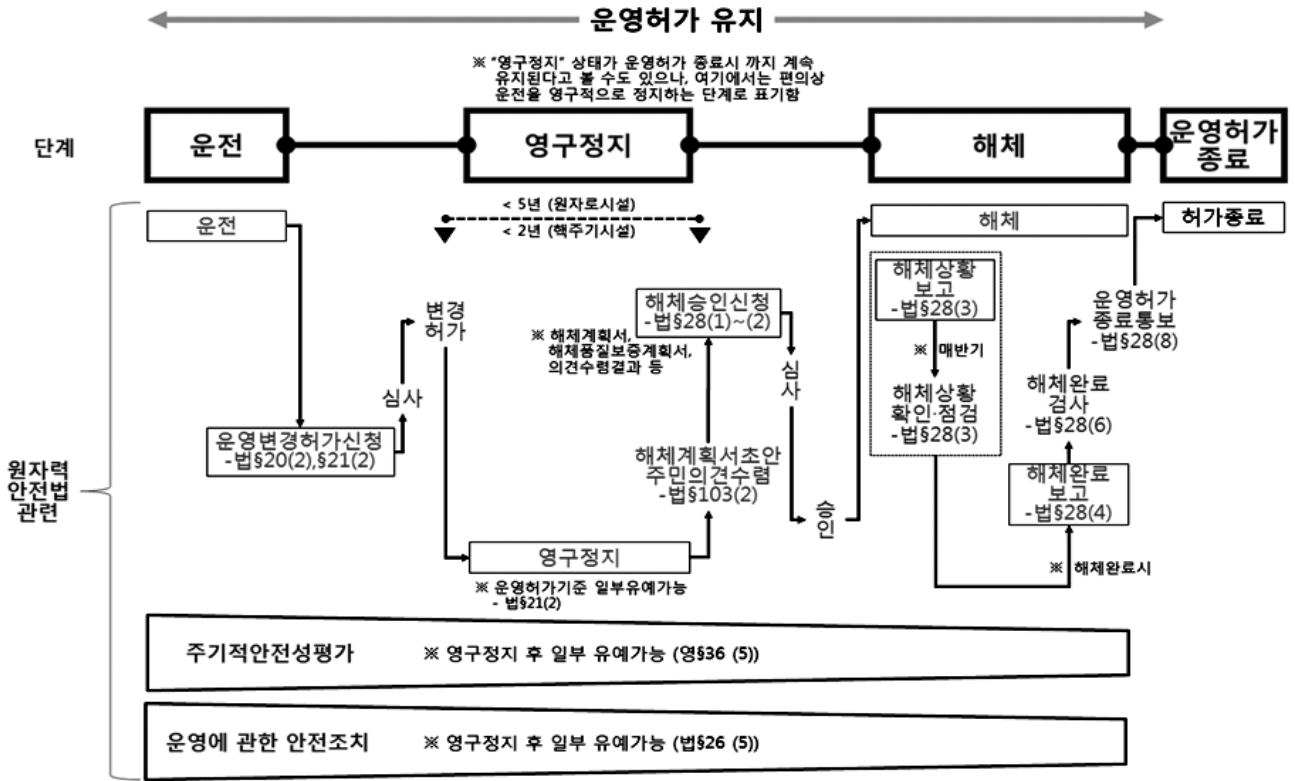 운영허가 유지
※ "영구정지" 상태가 운영허가 종료시 까지 계속
유지된다고 볼 수도 있으나, 여기에서는 편의상
운전을 영구적으로 정지하는 단계로 표기함
단계
운전
영구정지
해체
운영허가
종료
원자력
안전법
관련
운전
운영변경허가신청
-법§20(2),§21(2)
심사
변경
허가
< 5년 (원자로시설)
< 2년 (핵주기시설)
영구정지
※ 운영허가기준 일부유예가능
- 법§21(2)
해체계획서초안
주민의견수렴
-법§103(2)
해체승인신청
-법§28(1)~(2)
※ 해체계획서,
해체품질보증계획서,
의견수렴결과 등
심
사
승
인
해체
해체상황
보고
-법§28(3)
※ 매반기
해체상황
확인·점검
-법§28(3)
※ 해체완료시
해체완료
보고
-법§28(4)
해체완료
검사
-법§28(6)
운영허가
종료통보
-법§28(8)
허가종료
주기적안전성평가 ※ 영구정지 후 일부 유예가능 (영§36 (5))
운영에 관한 안전조치 ※ 영구정지 후 일부 유예가능 (법§26 (5))